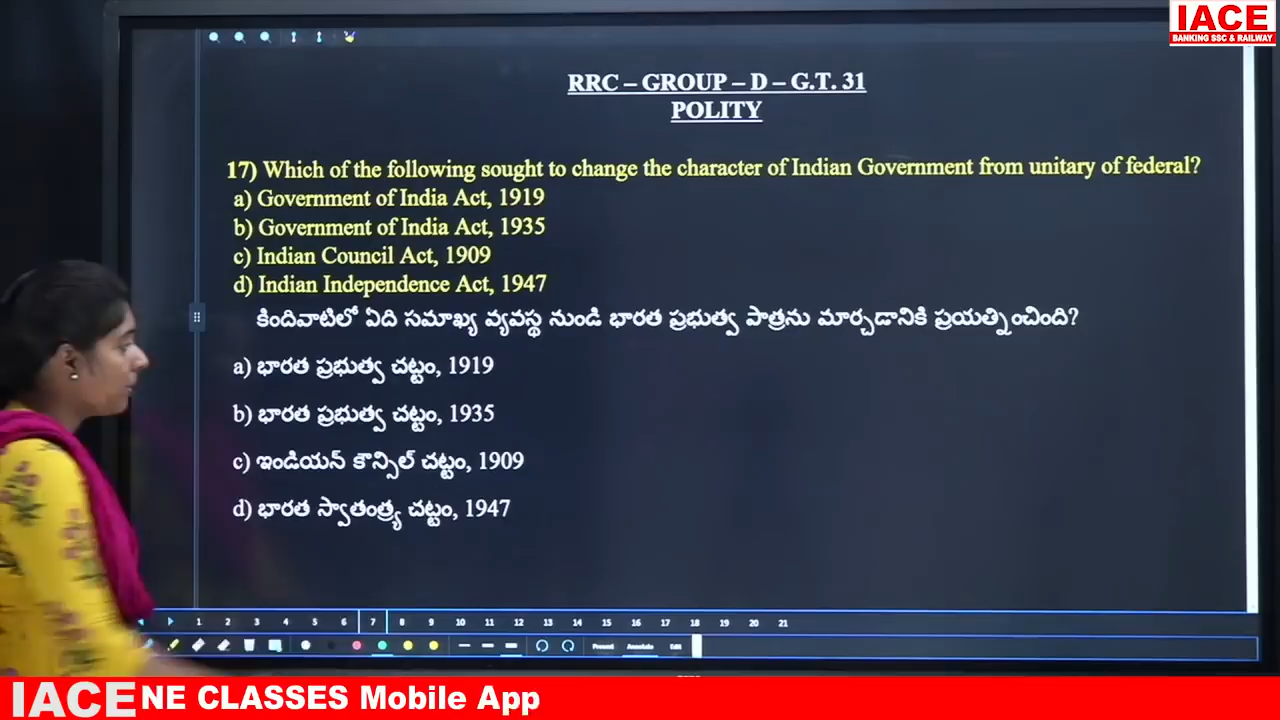 IACE
BANKING SSC & RAILWAY
RRC – GROUP – D – G.T. 31
POLITY
17) Which of the following sought to change the character of Indian Government from unitary of federal?
a) Government of India Act, 1919
b) Government of India Act, 1935
c) Indian Council Act, 1909
d) Indian Independence Act, 1947
కిందివాటిలో ఏది సమాఖ్య వ్యవస్థ నుండి భారత ప్రభుత్వ పాత్రను మార్చడానికి ప్రయత్నించింది?
a) భారత ప్రభుత్వ చట్టం, 1919
b) భారత ప్రభుత్వ చట్టం, 1935
c) ఇండియన్ కౌన్సిల్ చట్టం, 1909
d) భారత స్వాతంత్ర్య చట్టం, 1947
1 2 3 4 5 6 7 8 9 10 11 12 13 14 15 16 17 18 19 20 21
Present Annotate Edit
IACE NE CLASSES Mobile App